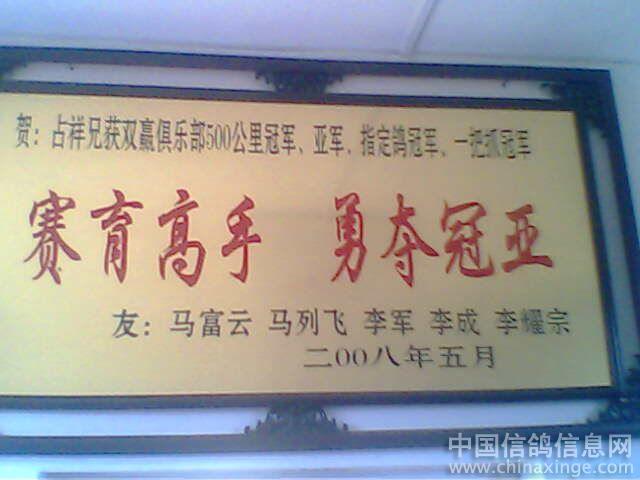 贺：占祥兄获双赢俱乐部500公里冠军、亚军、指定鸽冠军、一把抓冠军
赛育高手 勇夺冠亚
友：马富云 马列飞 李军 李成 李耀宗
二00八年五月
中国信鸽信息网
www.chinaxinge.com